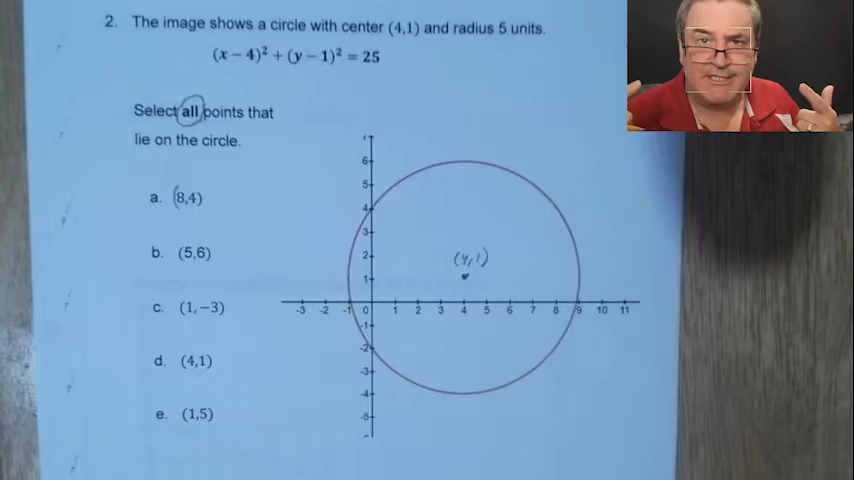 2. The image shows a circle with center (4,1) and radius 5 units.
(x − 4)² + (y − 1)² = 25
Select all points that
lie on the circle.
a. (8,4)
b. (5,6)
c. (1,−3)
d. (4,1)
e. (1,5)
6
5
4
3
2
1
(4,1)
-3 -2 -1 0 1 2 3 4 5 6 7 8 9 10 11
-1
-2
-3
-4
-5